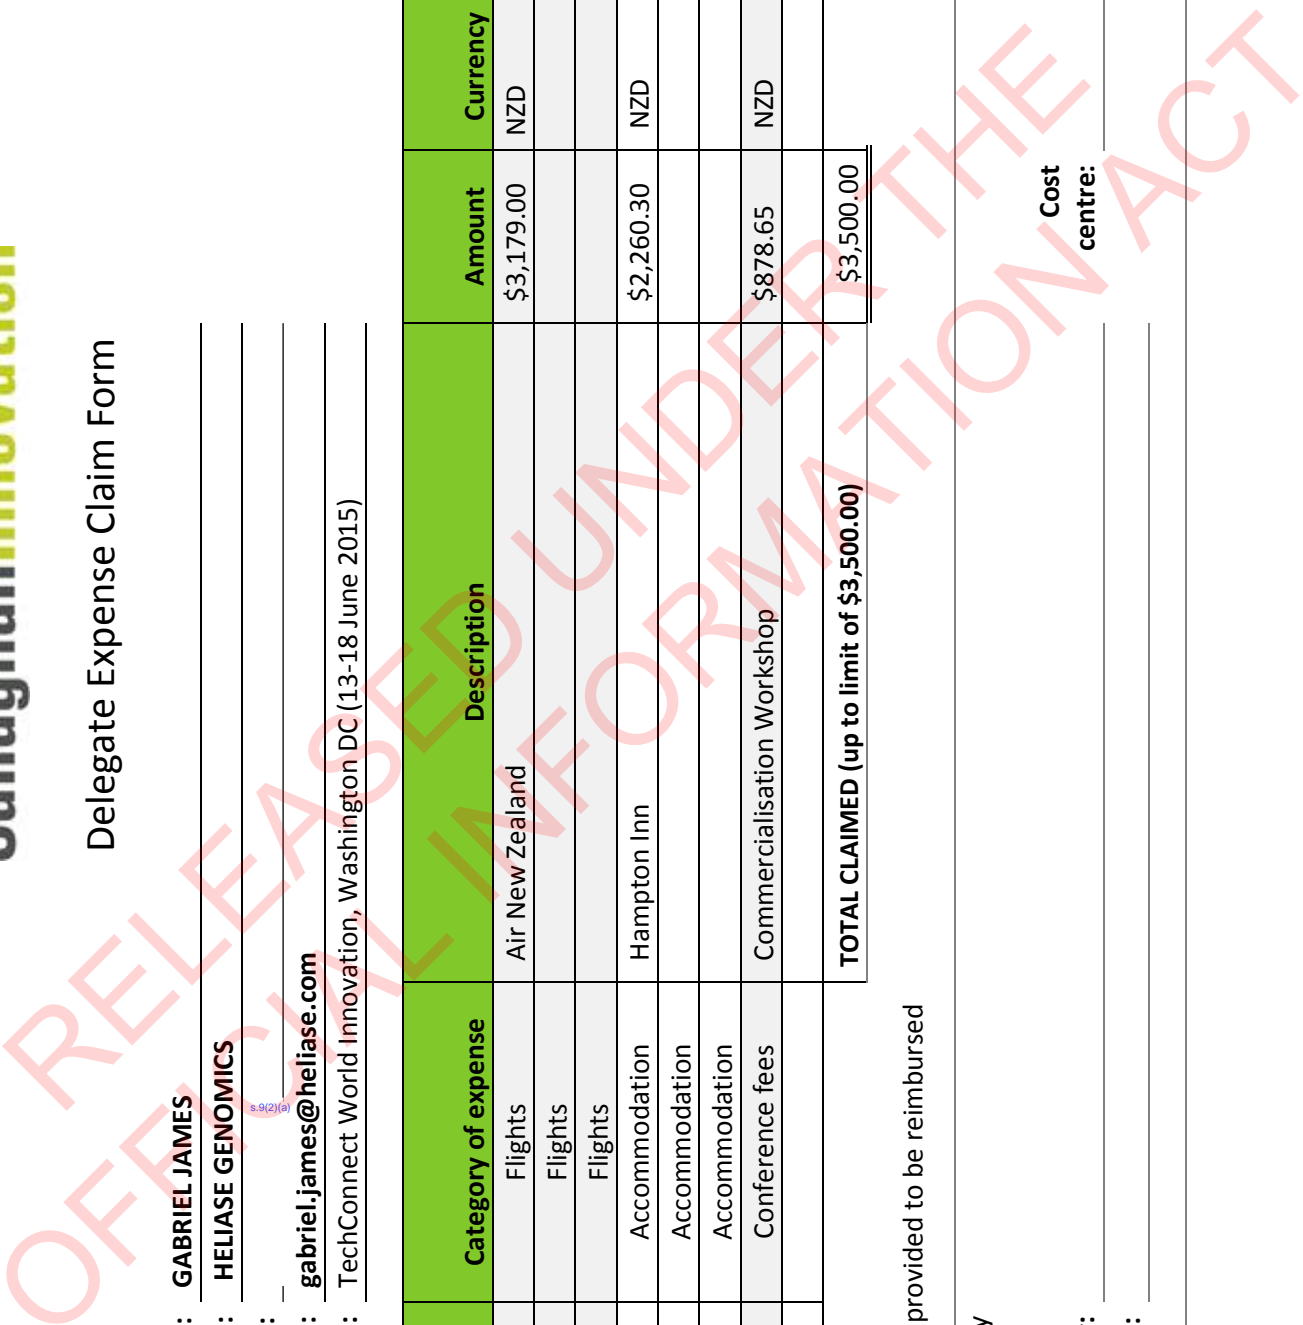 Callaghaninnovation
Delegate Expense Claim Form
: GABRIEL JAMES
: HELIASE GENOMICS
: s.9(2)(a)
: gabriel.james@heliase.com
: TechConnect World Innovation, Washington DC (13-18 June 2015)
Category of expense Description Amount Currency
Flights Air New Zealand $3,179.00 NZD
Flights
Flights
Accommodation Hampton Inn $2,260.30 NZD
Accommodation
Accommodation
Conference fees Commercialisation Workshop $878.65 NZD
TOTAL CLAIMED (up to limit of $3,500.00) $3,500.00
provided to be reimbursed
Cost
centre:
:
:
RELEASED UNDER THE
OFFICIAL INFORMATION ACT